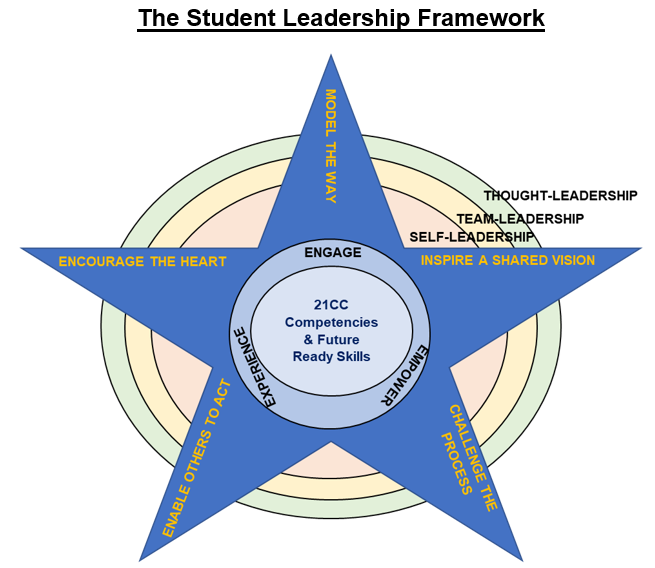 The Student Leadership Framework
MODEL THE WAY
THOUGHT-LEADERSHIP
TEAM-LEADERSHIP
SELF-LEADERSHIP
ENCOURAGE THE HEART
INSPIRE A SHARED VISION
ENGAGE
21CC
Competencies
& Future
Ready Skills
EXPERIENCE
EMPOWER
ENABLE OTHERS TO ACT
CHALLENGE THE
PROCESS